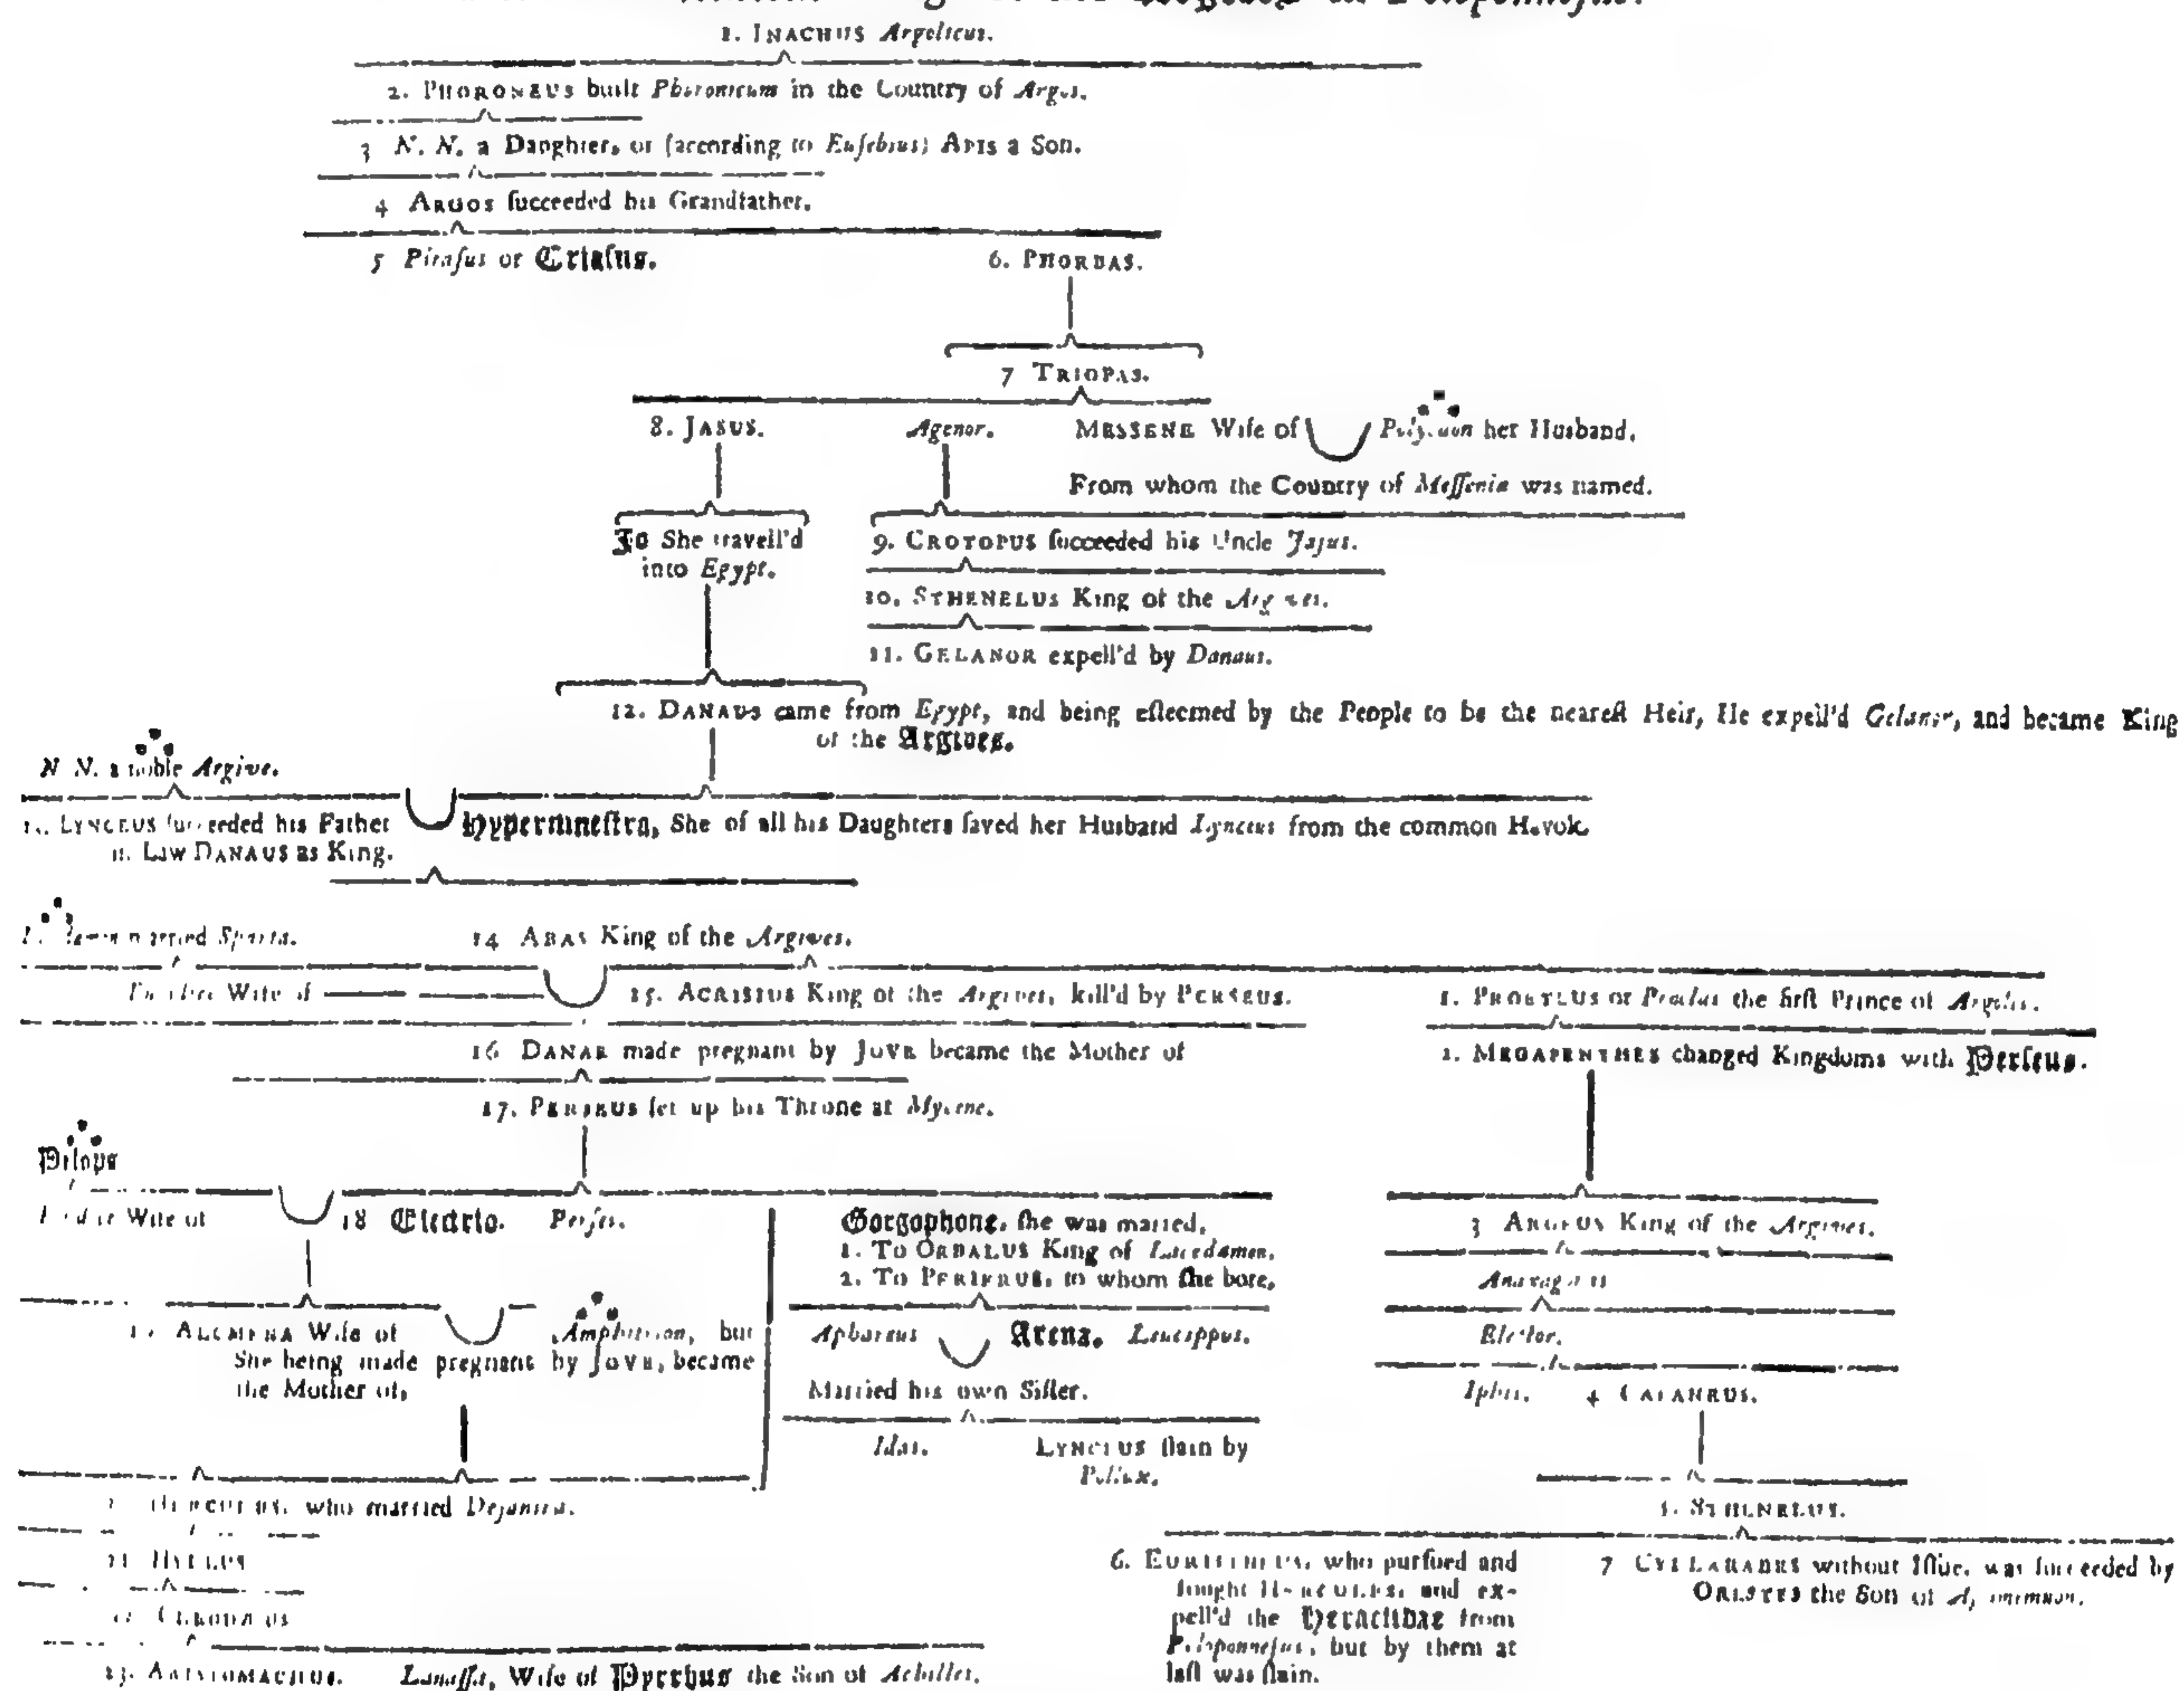 1. INACHUS Argolicus.
2. PHORONEUS built Phoronicum in the Country of Argos.
3 N. N. a Daughter, or (according to Eusebius) APIS a Son.
4 ARGOS ſucceeded his Grandfather.
5 Piraſus or Criaſus. 6. PHORBAS.
7 TRIOPAS.
8. JASUS. Agenor. MESSENE Wife of her Husband,
From whom the Country of Meſſenia was named.
Jo She travell'd 9. CROTOPUS ſucceeded his Uncle Jaſus.
into Egypt.
10. STHENELUS King of the
11. GELANOR expell'd by Danaus.
12. DANAUS came from Egypt, and being eſteemed by the People to be the neareſt Heir, He expell'd Gelanor, and became King
of the Argives.
N N. a noble Argive.
LYNCEUS ſucceeded his Father Hypermneſtra, She of all his Daughters ſaved her Husband Lynceus from the common Havok.
in Law DANAUS as King.
married Sparta. 14 ABAS King of the Argives.
Wife of 15. ACRISIUS King of the Argives, kill'd by PERSEUS. 1. PROETLUS or the firſt Prince of Argolis.
16 DANAE made pregnant by JOVE became the Mother of 2. MEGAPENTHES changed Kingdoms with Perſeus.
17. PERSEUS ſet up his Throne at Mycene.
Pelops
Wife of 18 Electrio. Perſes. Gorgophone, ſhe was married, 3 ARGEUS King of the Argives.
1. To OEBALUS King of Lacedamon.
2. To PERIERUS, to whom ſhe bore,
ALCMENA Wife of Amphitrion, but Aphareus Arena. Leucippus.
She being made pregnant by JOVE, became
the Mother of, Married his own Siſter. Iphis. 4
Idas. LYNCEUS ſlain by
Pollux.
HERCULES, who married Dejanira. 5. STHENELUS.
21 HYLLUS 6. who purſued and 7 CYLLARABES without Iſſue, was ſucceeded by
fought HERCULES, and ex- ORESTES the Son of
pell'd the Heraclidae from
Peloponneſus, but by them at
23. ARISTOMACHUS. Lanaſſa, Wife of Pyrrhus the Son of Achilles. laſt was ſlain.